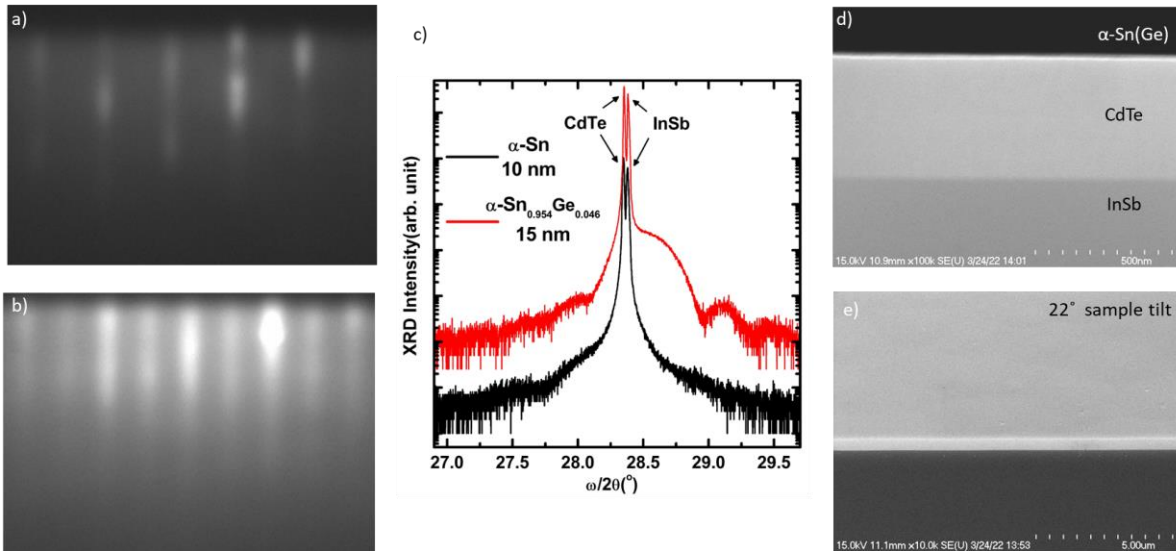 a)
b)
c)
XRD Intensity(arb. unit)
CdTe
InSb
α-Sn
10 nm
α-Sn0.954Ge0.046
15 nm
27.0 27.5 28.0 28.5 29.0 29.5
ω/2θ(°)
d)
α-Sn(Ge)
CdTe
InSb
15.0kV 10.9mm x100k SE(U) 3/24/22 14:01 500nm
e)
22° sample tilt
15.0kV 11.1mm x10.0k SE(U) 3/24/22 13:53 5.00um